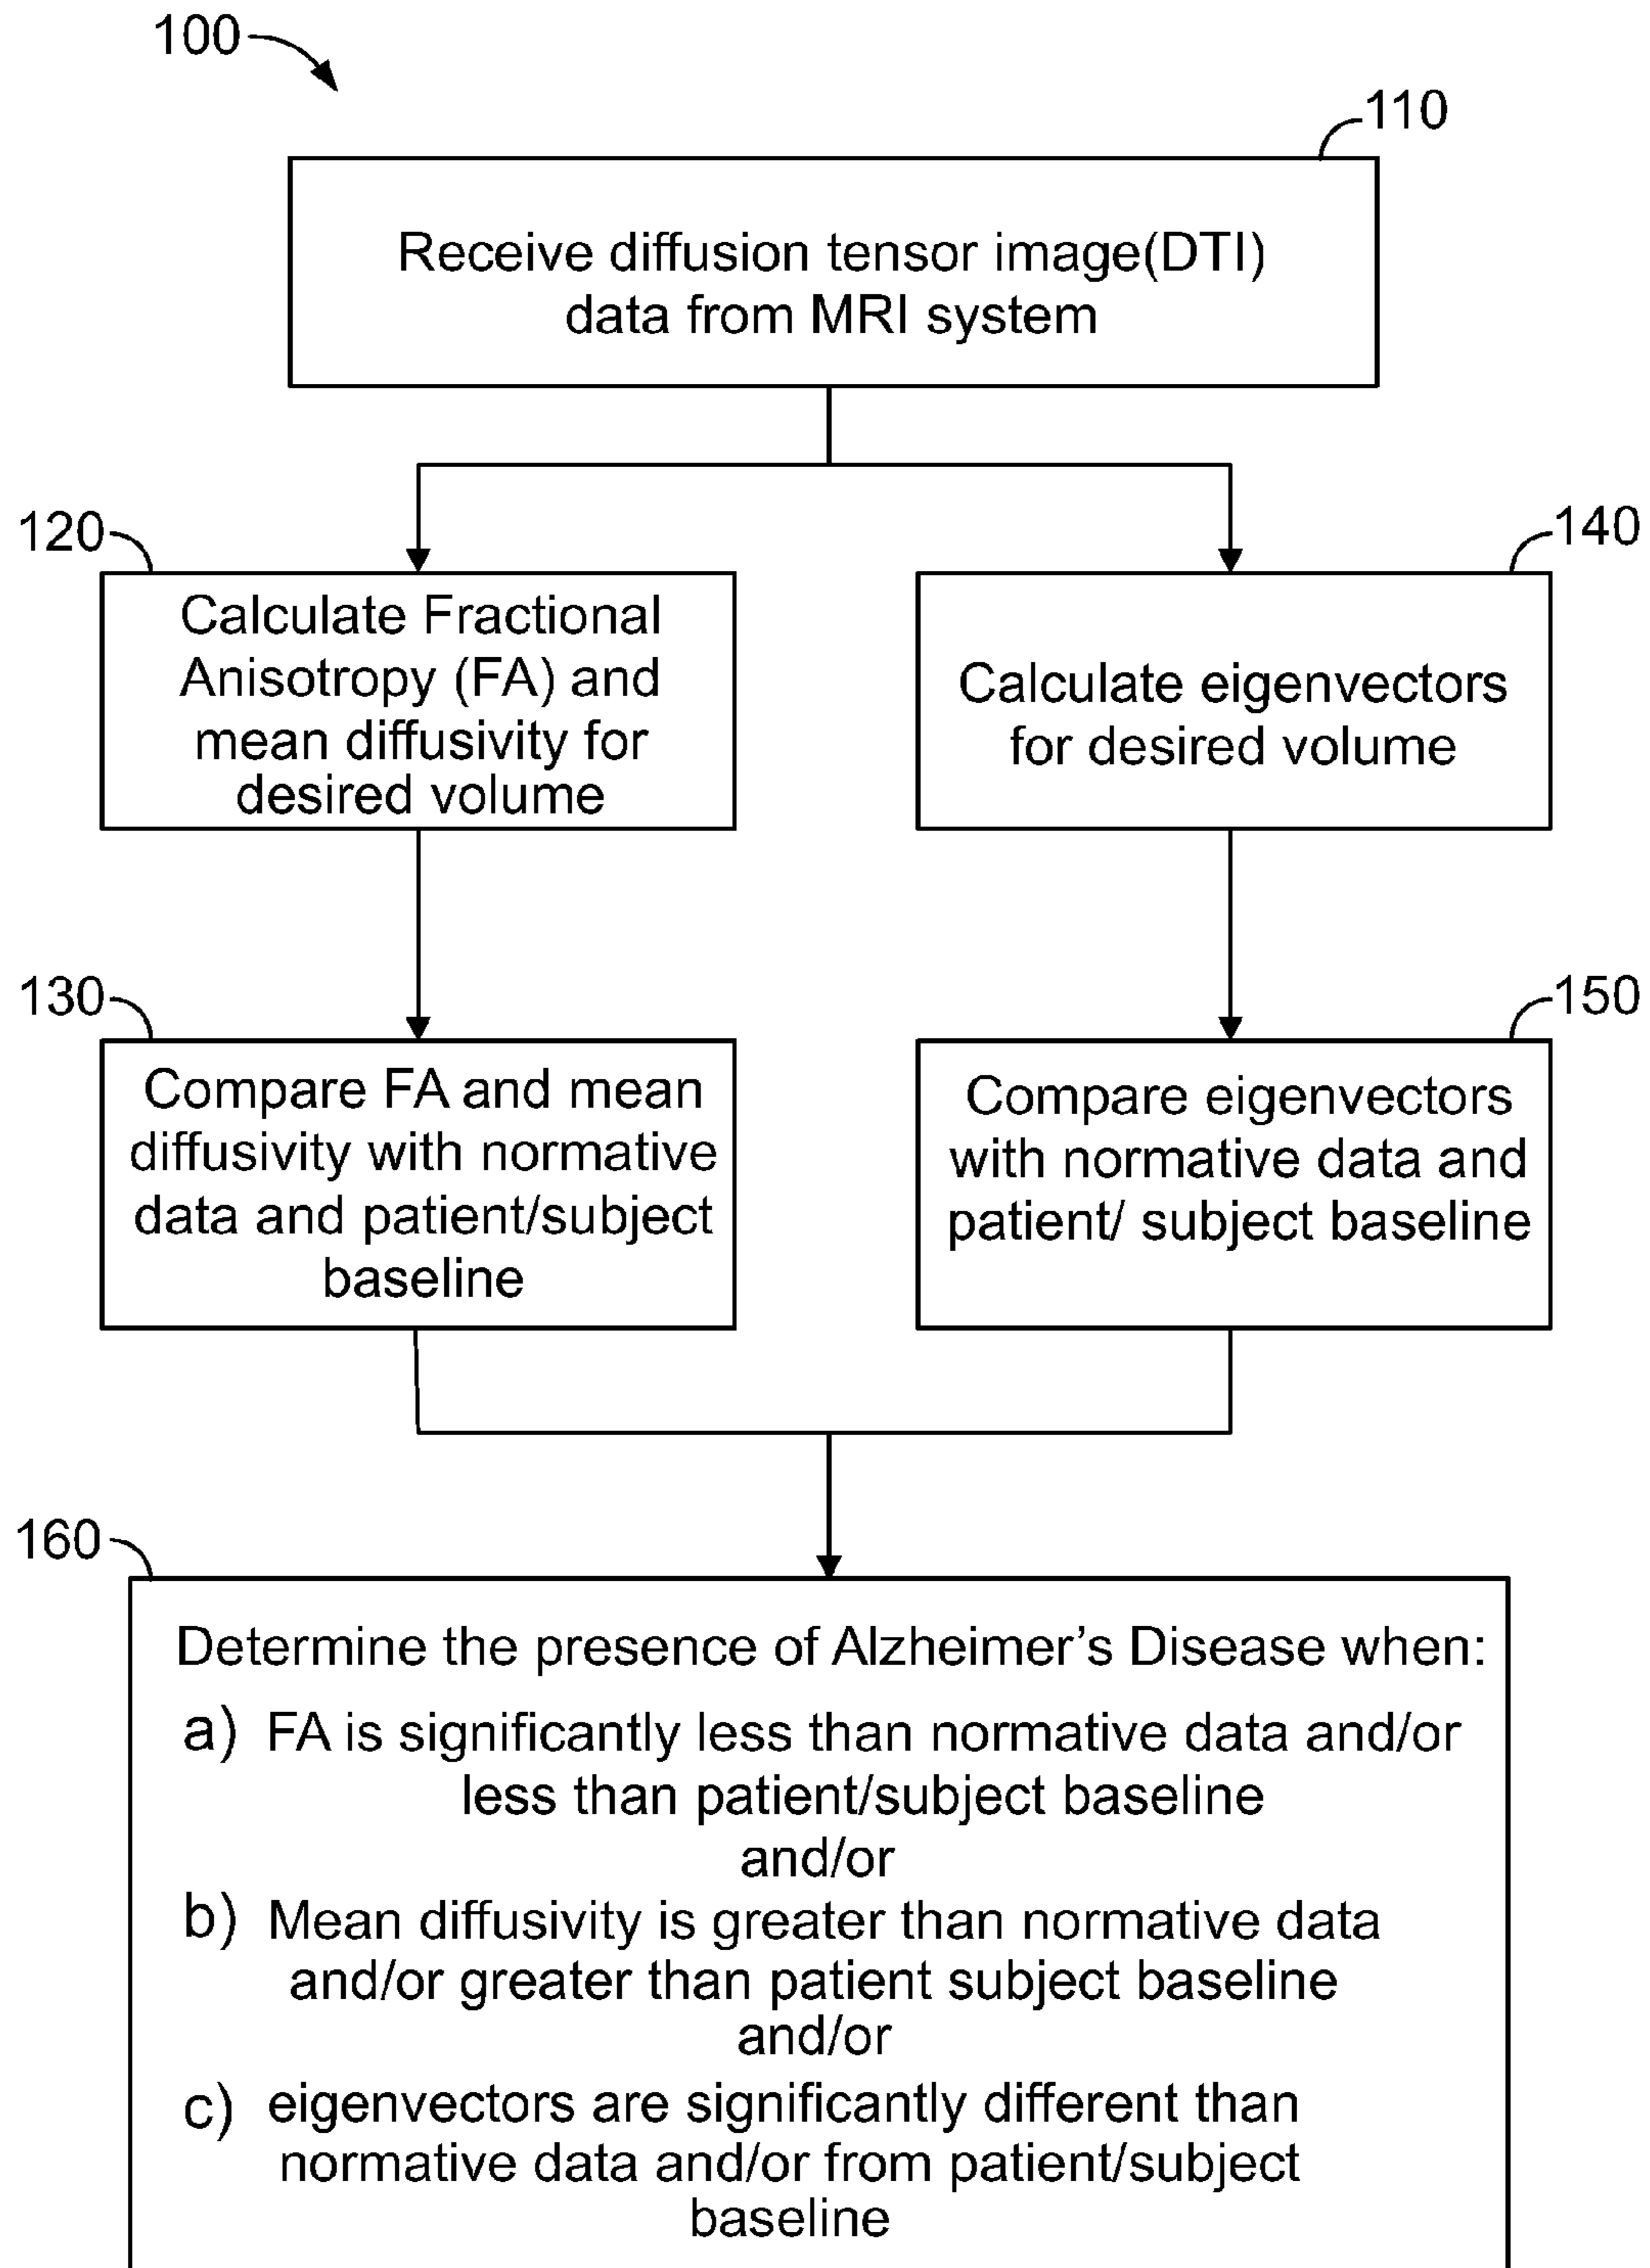 100
110
Receive diffusion tensor image(DTI)
data from MRI system
120
Calculate Fractional
Anisotropy (FA) and
mean diffusivity for
desired volume
140
Calculate eigenvectors
for desired volume
130
Compare FA and mean
diffusivity with normative
data and patient/subject
baseline
150
Compare eigenvectors
with normative data and
patient/ subject baseline
160
Determine the presence of Alzheimer's Disease when:
a) FA is significantly less than normative data and/or
less than patient/subject baseline
and/or
b) Mean diffusivity is greater than normative data
and/or greater than patient subject baseline
and/or
c) eigenvectors are significantly different than
normative data and/or from patient/subject
baseline